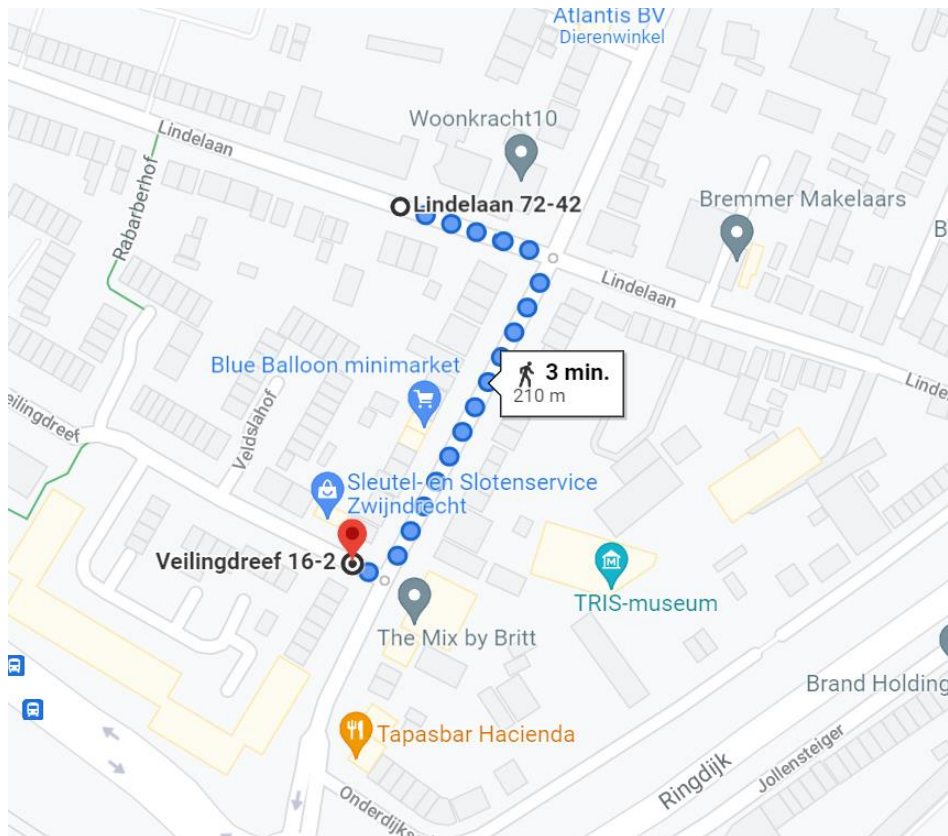 Atlantis BV
Dierenwinkel
Woonkracht10
Lindelaan
Lindelaan 72-42
Bremmer Makelaars
B
Rabarberhof
Lindelaan
3 min.
210 m
Blue Balloon minimarket
Linde
eilingdreef
Veldslahof
Sleutel- en Slotenservice
Zwijndrecht
Veilingdreef 16-2
M
TRIS-museum
The Mix by Britt
Brand Holding
Tapasbar Hacienda
Ringdijk
Jollensteiger
Onderdijks